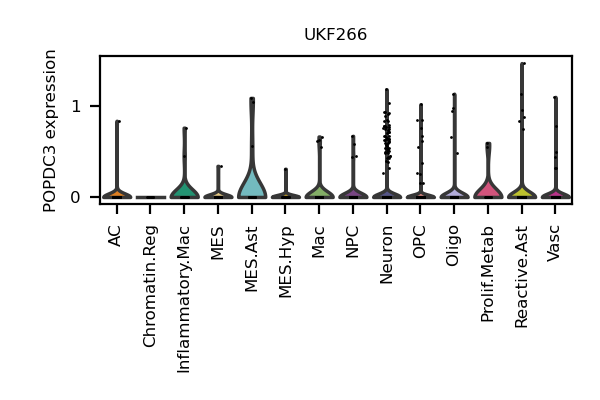 UKF266
POPDC3 expression
1
0
AC
Chromatin.Reg
Inflammatory.Mac
MES
MES.Ast
MES.Hyp
Mac
NPC
Neuron
OPC
Oligo
Prolif.Metab
Reactive.Ast
Vasc